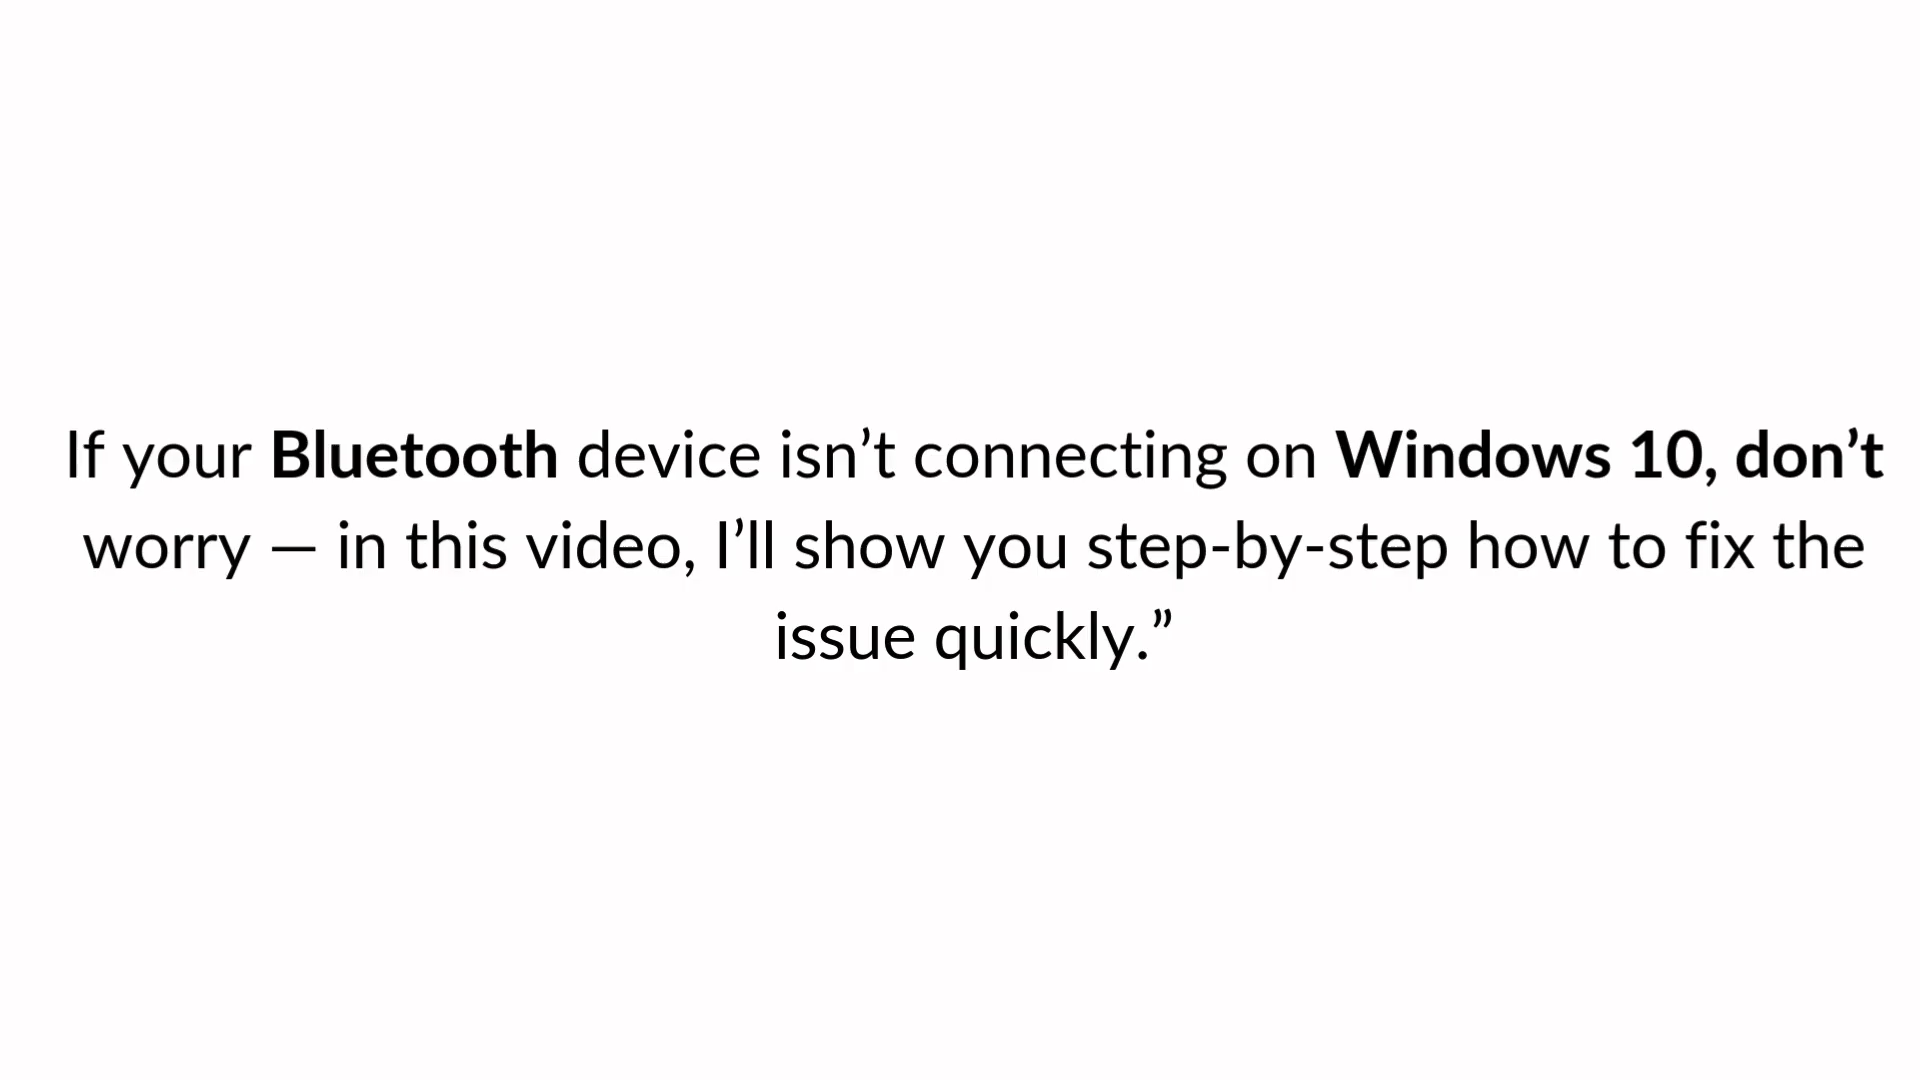 If your Bluetooth device isn’t connecting on Windows 10, don’t
worry — in this video, I’ll show you step-by-step how to fix the
issue quickly.”